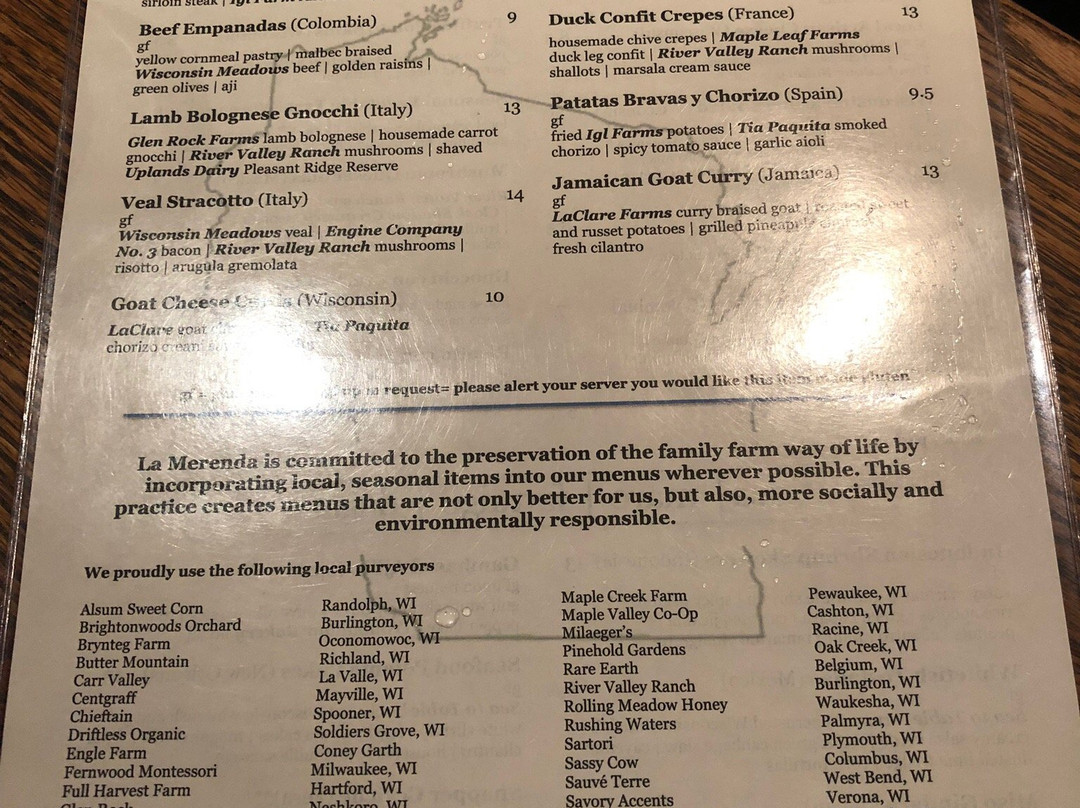 sirloin steak |
Beef Empanadas (Colombia) 9
gf
yellow cornmeal pastry | malbec braised
Wisconsin Meadows beef | golden raisins |
green olives | aji
Lamb Bolognese Gnocchi (Italy) 13
Glen Rock Farms lamb bolognese | housemade carrot
gnocchi | River Valley Ranch mushrooms | shaved
Uplands Dairy Pleasant Ridge Reserve
Veal Stracotto (Italy) 14
gf
Wisconsin Meadows veal | Engine Company
No. 3 bacon | River Valley Ranch mushrooms |
risotto | arugula gremolata
Goat Cheese (Wisconsin) 10
LaClare goat Tia Paquita
chorizo cream
Duck Confit Crepes (France) 13
housemade chive crepes | Maple Leaf Farms
duck leg confit | River Valley Ranch mushrooms |
shallots | marsala cream sauce
Patatas Bravas y Chorizo (Spain) 9.5
gf
fried Igl Farms potatoes | Tia Paquita smoked
chorizo | spicy tomato sauce | garlic aioli
Jamaican Goat Curry (Jamaica) 13
gf
LaClare Farms curry braised goat |
and russet potatoes | grilled pineapple
fresh cilantro
request= please alert your server you would like this item gluten
La Merenda is committed to the preservation of the family farm way of life by
incorporating local, seasonal items into our menus wherever possible. This
practice creates menus that are not only better for us, but also, more socially and
environmentally responsible.
We proudly use the following local purveyors
Alsum Sweet Corn Randolph, WI
Brightonwoods Orchard Burlington, WI
Brynteg Farm Oconomowoc, WI
Butter Mountain Richland, WI
Carr Valley La Valle, WI
Centgraff Mayville, WI
Chieftain Spooner, WI
Driftless Organic Soldiers Grove, WI
Engle Farm Coney Garth
Fernwood Montessori Milwaukee, WI
Full Harvest Farm Hartford, WI
Glen Rock Neshkoro, WI
Maple Creek Farm Pewaukee, WI
Maple Valley Co-Op Cashton, WI
Milaeger's Racine, WI
Pinehold Gardens Oak Creek, WI
Rare Earth Belgium, WI
River Valley Ranch Burlington, WI
Rolling Meadow Honey Waukesha, WI
Rushing Waters Palmyra, WI
Sartori Plymouth, WI
Sassy Cow Columbus, WI
Sauvé Terre West Bend, WI
Savory Accents Verona, WI